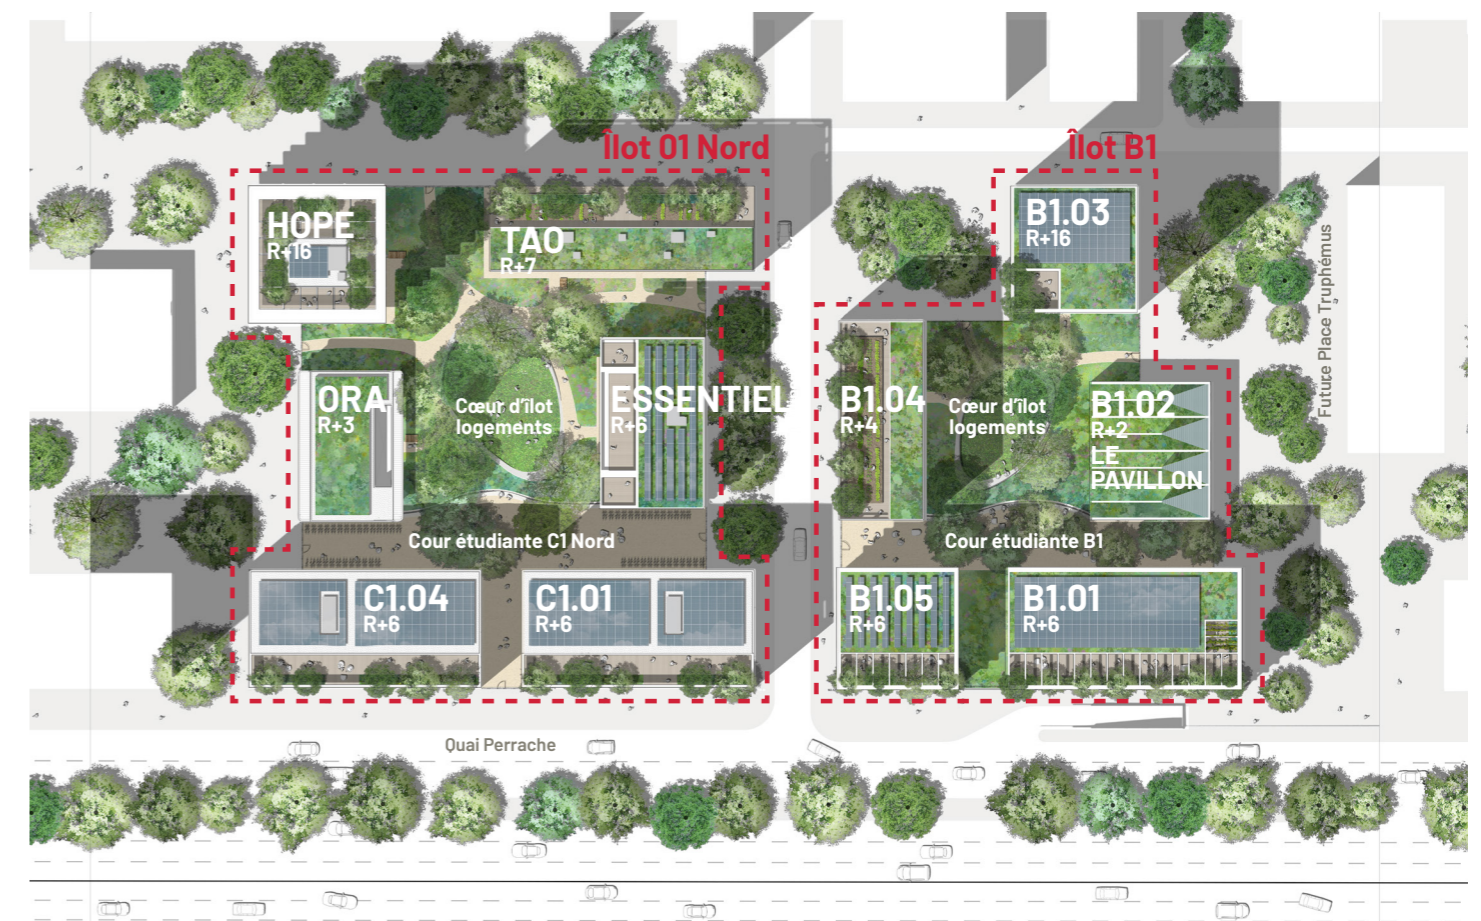 Îlot 01 Nord
Îlot B1
HOPE
R+16
TAO
R+7
B1.03
R+16
Future Place Truphémus
ORA
R+3
Cœur d'îlot
logements
ESSENTIEL
R+6
B1.04
R+4
Cœur d'îlot
logements
B1.02
R+2
LE
PAVILLON
Cour étudiante C1 Nord
Cour étudiante B1
C1.04
R+6
C1.01
R+6
B1.05
R+6
B1.01
R+6
Quai Perrache